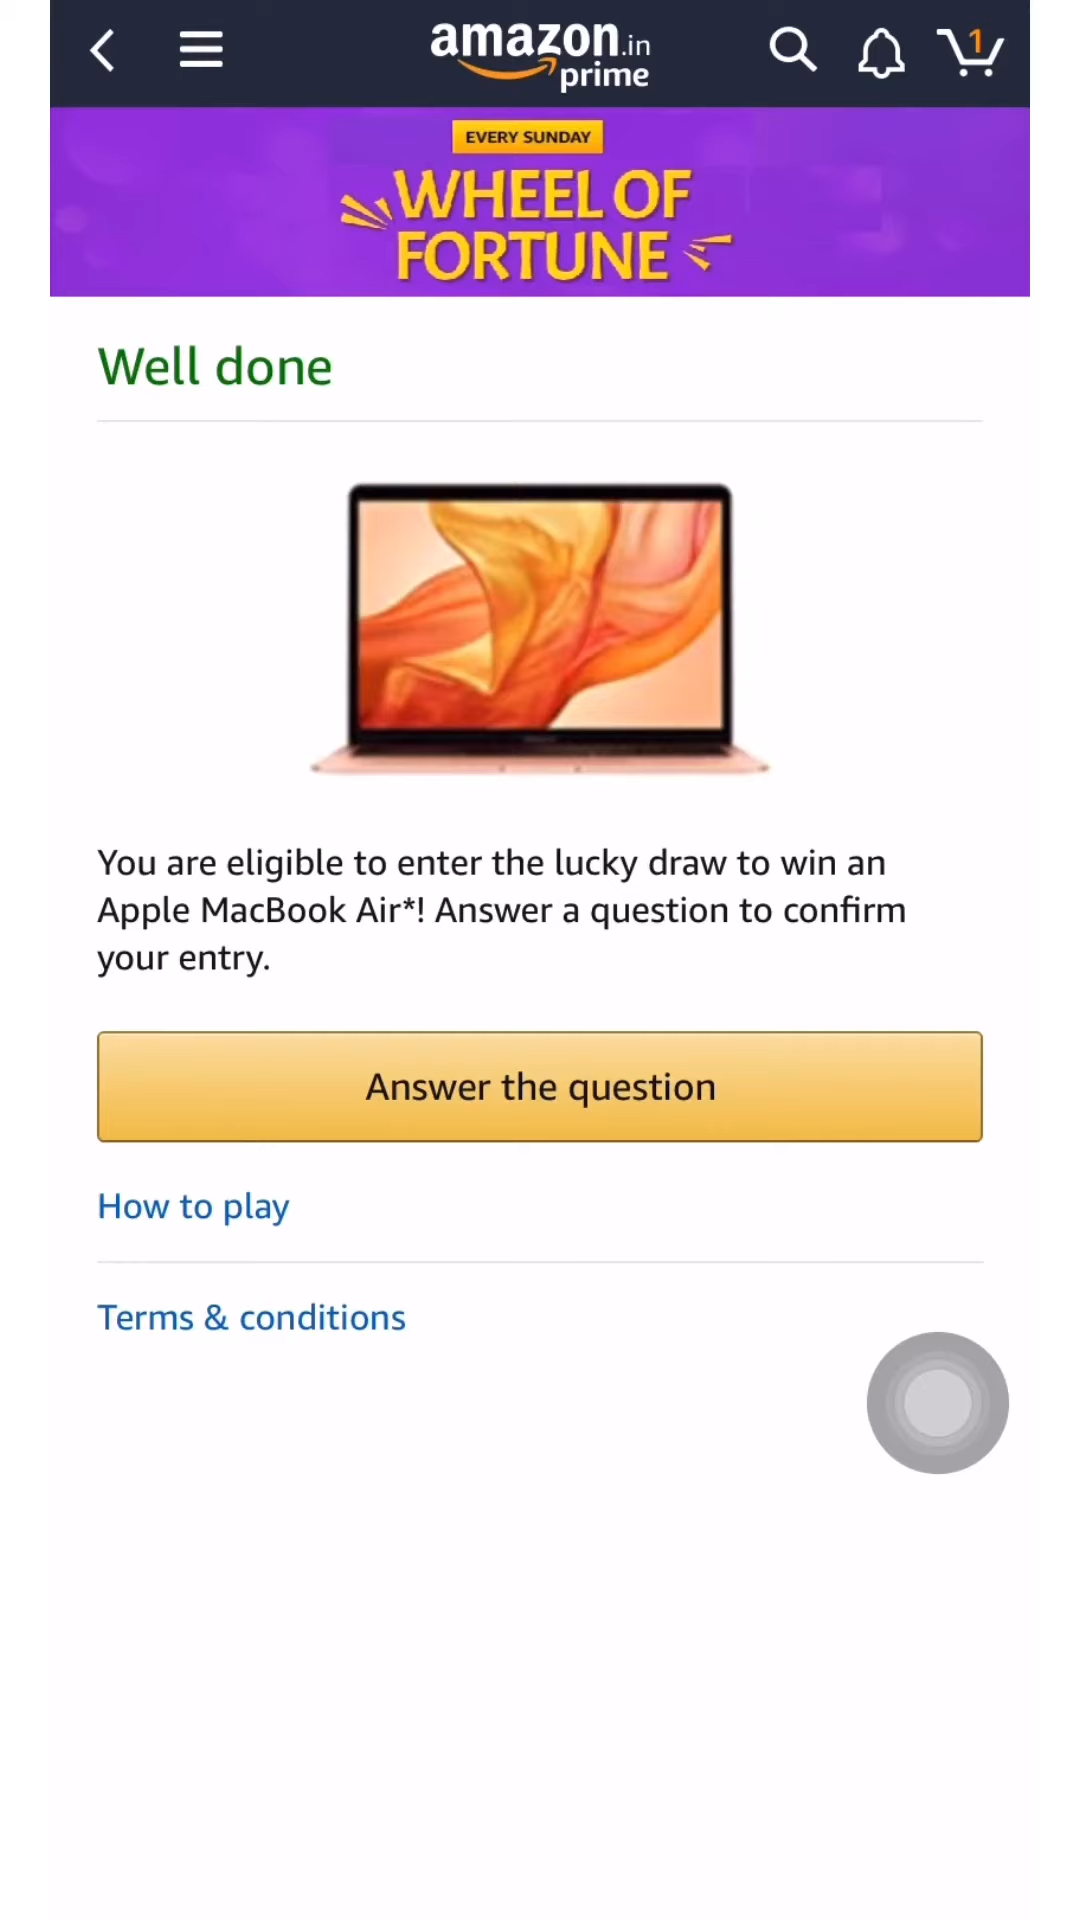 amazon.in
prime
1
EVERY SUNDAY
WHEEL OF
FORTUNE
Well done
You are eligible to enter the lucky draw to win an
Apple MacBook Air*! Answer a question to confirm
your entry.
Answer the question
How to play
Terms & conditions